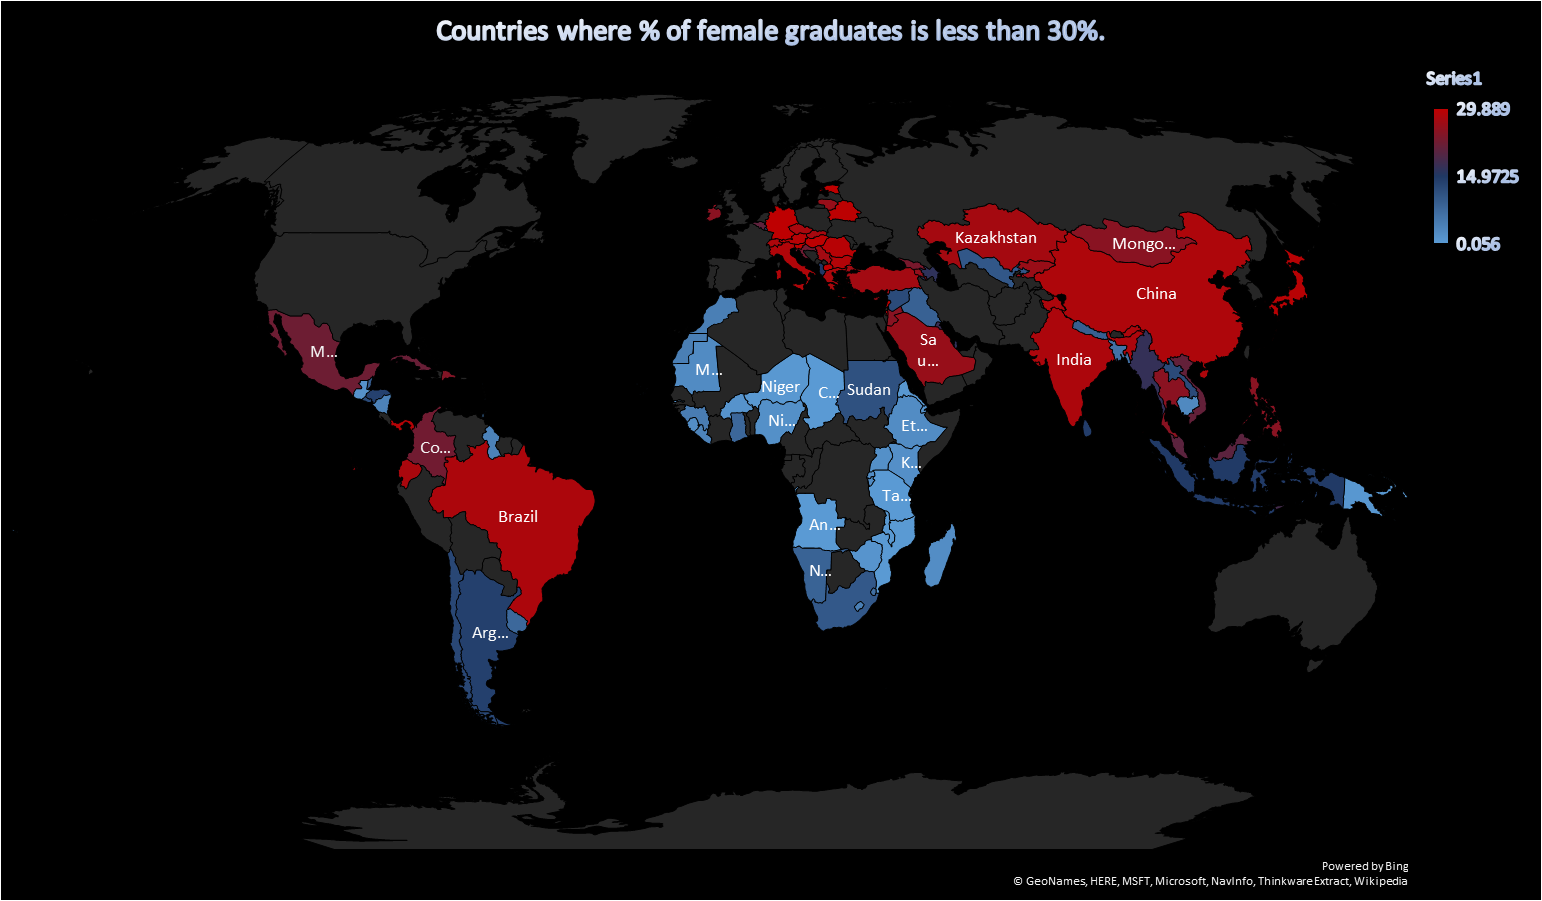 Countries where % of female graduates is less than 30%.
Series1
29.889
14.9725
0.056
Kazakhstan
Mongo...
China
Sa
u...
India
M...
M...
Niger
C...
Sudan
Ni...
Et...
Co...
K...
Ta...
Brazil
An...
N...
Arg...
Powered by Bing
© GeoNames, HERE, MSFT, Microsoft, NavInfo, Thinkware Extract, Wikipedia